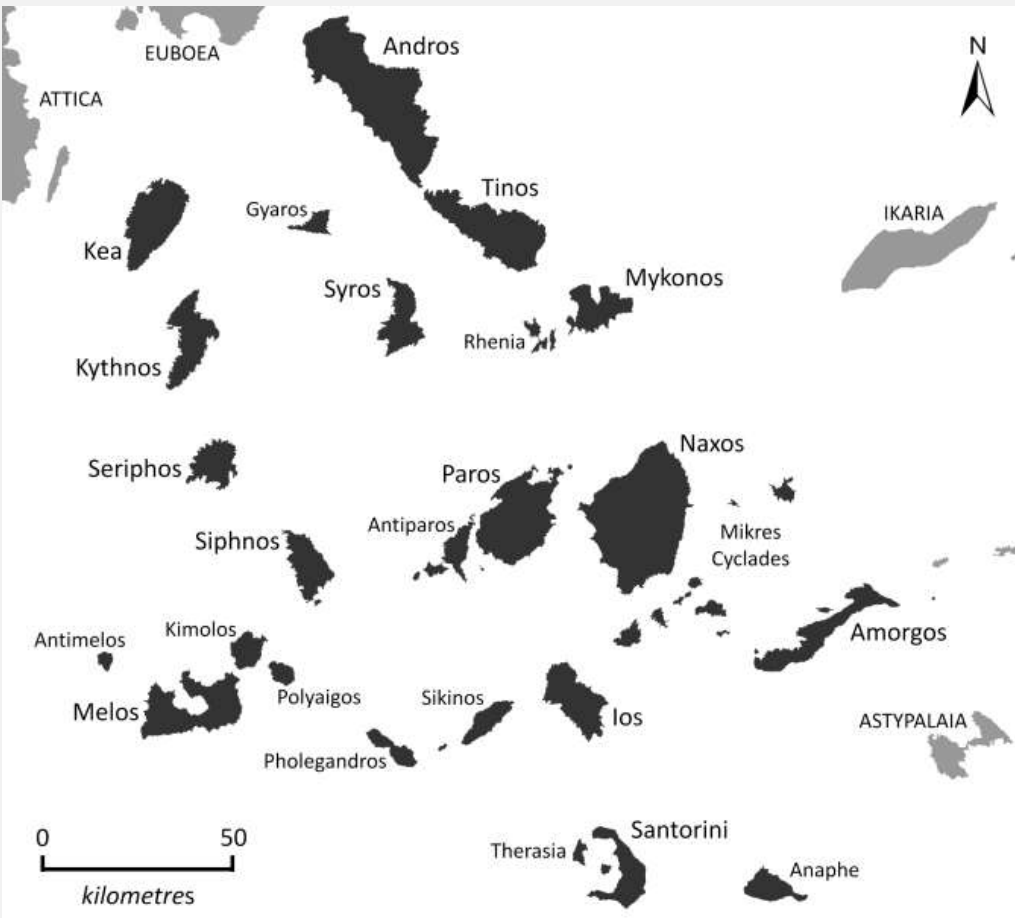 EUBOEA
Andros
N
ATTICA
Tinos
Gyaros
IKARIA
Kea
Mykonos
Syros
Rhenia
Kythnos
Naxos
Seriphos
Paros
Antiparos
Mikres
Cyclades
Siphnos
Kimolos
Antimelos
Amorgos
Polyaigos
Sikinos
Melos
Ios
ASTYPALAIA
Pholegandros
0 50
kilometres
Santorini
Therasia
Anaphe